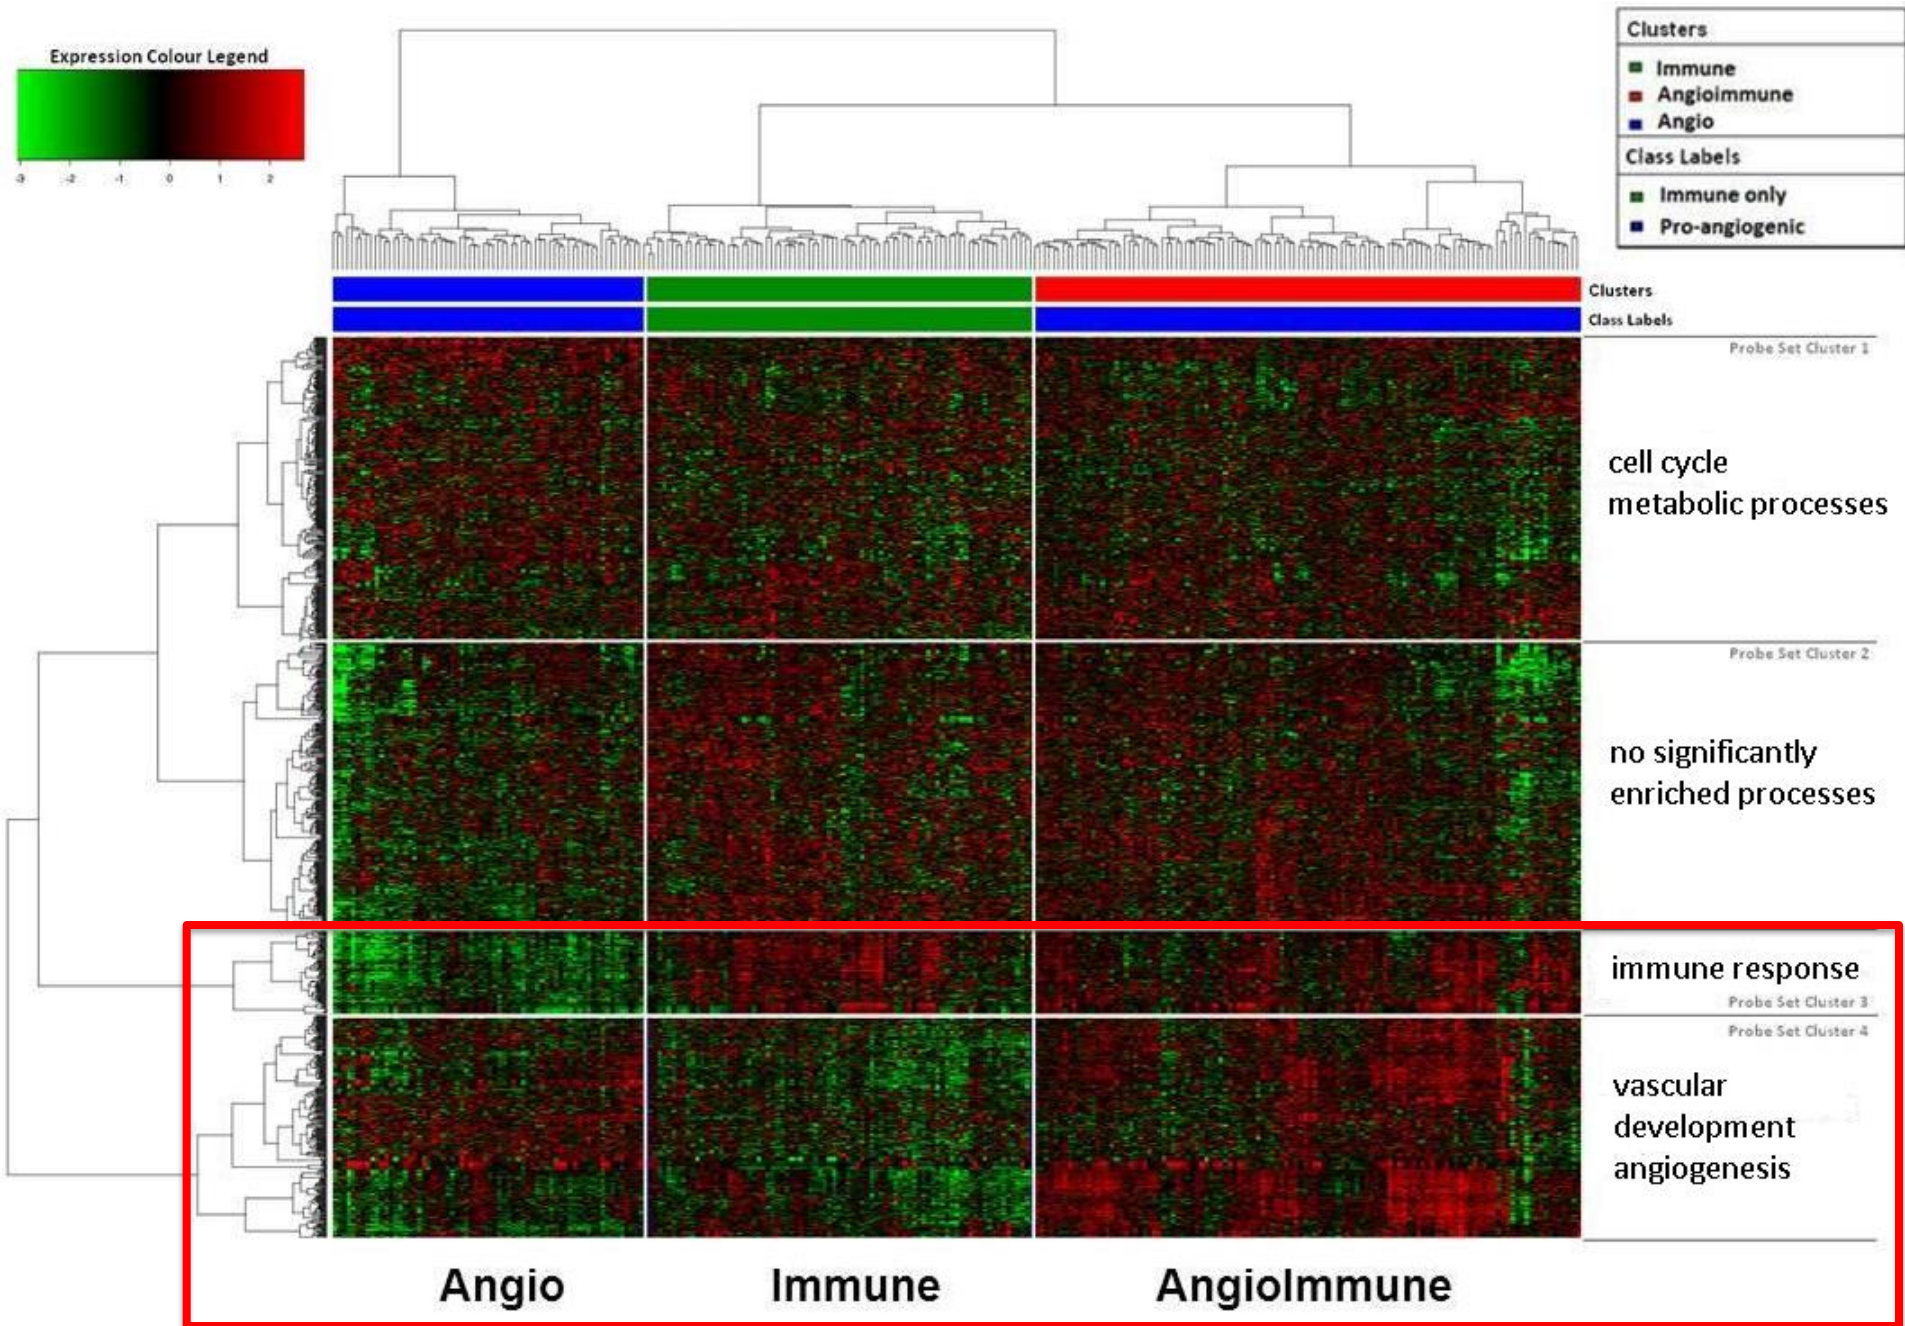 Expression Colour Legend
-3 -2 -1 0 1 2
Clusters
Immune
Angioimmune
Angio
Class Labels
Immune only
Pro-angiogenic
Clusters
Class Labels
Probe Set Cluster 1
cell cycle
metabolic processes
Probe Set Cluster 2
no significantly
enriched processes
immune response
Probe Set Cluster 3
Probe Set Cluster 4
vascular
development
angiogenesis
Angio Immune AngioImmune